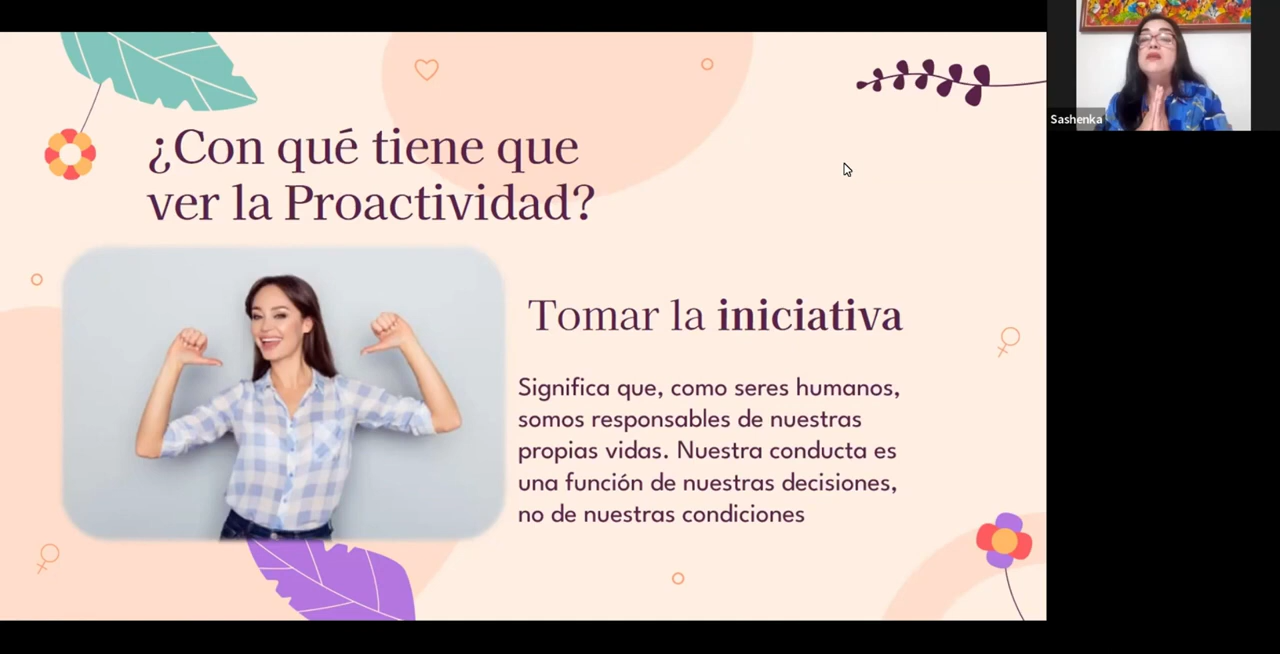 ¿Con qué tiene que
ver la Proactividad?
Tomar la iniciativa
Significa que, como seres humanos,
somos responsables de nuestras
propias vidas. Nuestra conducta es
una función de nuestras decisiones,
no de nuestras condiciones
Sashenka